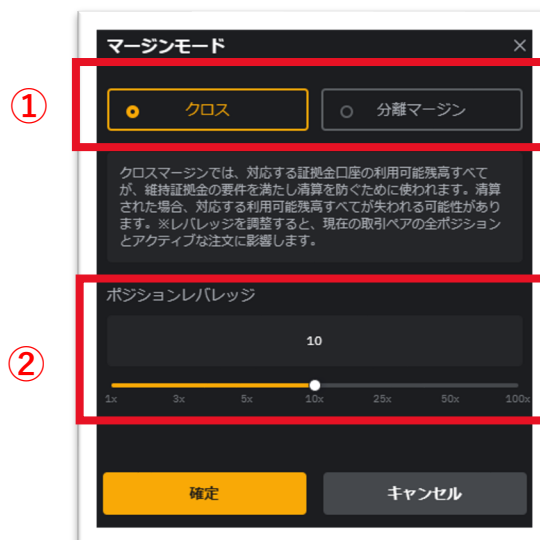 マージンモード
①
クロス
分離マージン
クロスマージンでは、対応する証拠金口座の利用可能残高すべて
が、維持証拠金の要件を満たし清算を防ぐために使われます。清算
された場合、対応する利用可能残高すべてが失われる可能性があり
ます。※レバレッジを調整すると、現在の取引ペアの全ポジション
とアクティブな注文に影響します。
ポジションレバレッジ
②
10
1x 3x 5x 10x 25x 50x 100x
確定
キャンセル